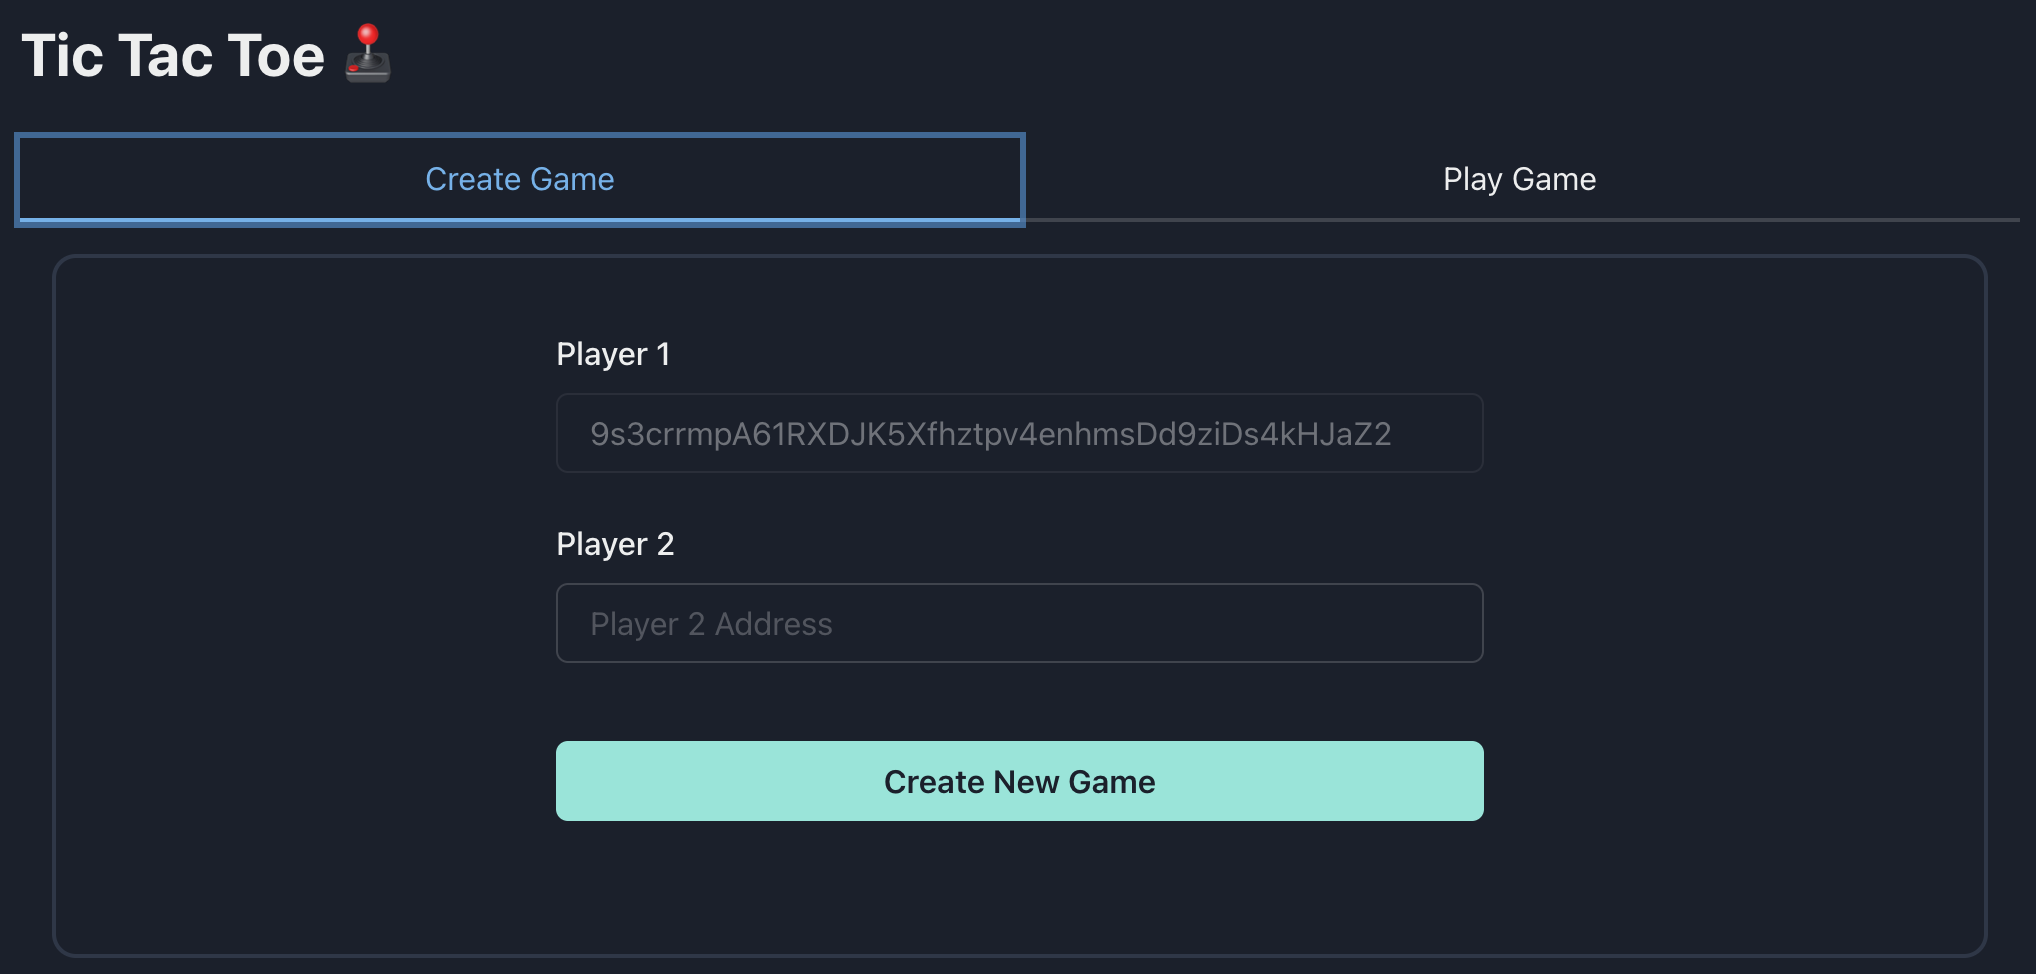 Tic Tac Toe 🕹️
Create Game
Play Game
Player 1
9s3crrmpA61RXDJK5Xfhztpv4enhmsDd9ziDs4kHJaZ2
Player 2
Player 2 Address
Create New Game